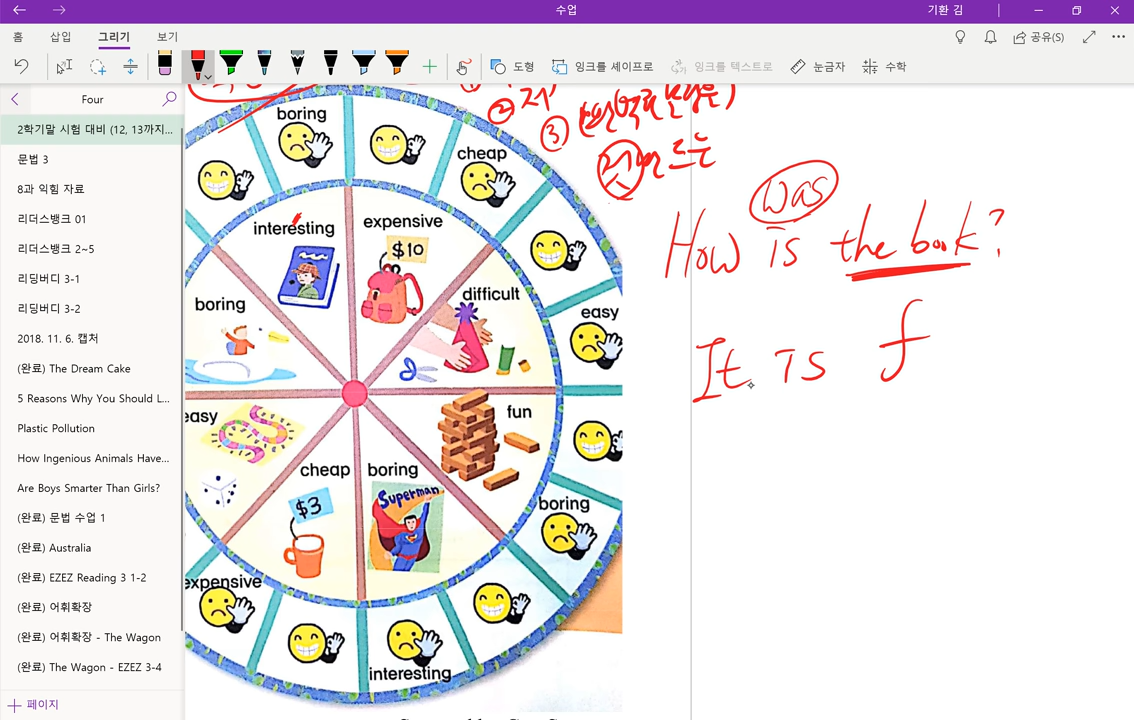 수업
기환 김
홈
삽입
그리기
보기
도형
잉크를 셰이프로
잉크를 텍스트로
눈금자
수학
공유(S)
Four
2학기말 시험 대비 (12, 13까지...
문법 3
8과 익힘 자료
리더스뱅크 01
리더스뱅크 2~5
리딩버디 3-1
리딩버디 3-2
2018. 11. 6. 캡처
(완료) The Dream Cake
5 Reasons Why You Should L...
Plastic Pollution
How Ingenious Animals Have...
Are Boys Smarter Than Girls?
(완료) 문법 수업 1
(완료) Australia
(완료) EZEZ Reading 3 1-2
(완료) 어휘확장
(완료) 어휘확장 - The Wagon
(완료) The Wagon - EZEZ 3-4
페이지
boring
cheap
interesting
expensive
$10
difficult
easy
boring
easy
fun
cheap
boring
$3
Superman
boring
expensive
interesting
②
③
was
How is the book?
It is f